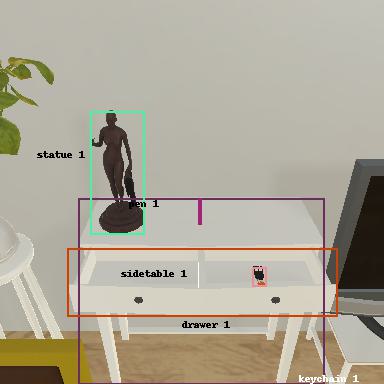 statue 1
pen 1
sidetable 1
drawer 1
keychain 1